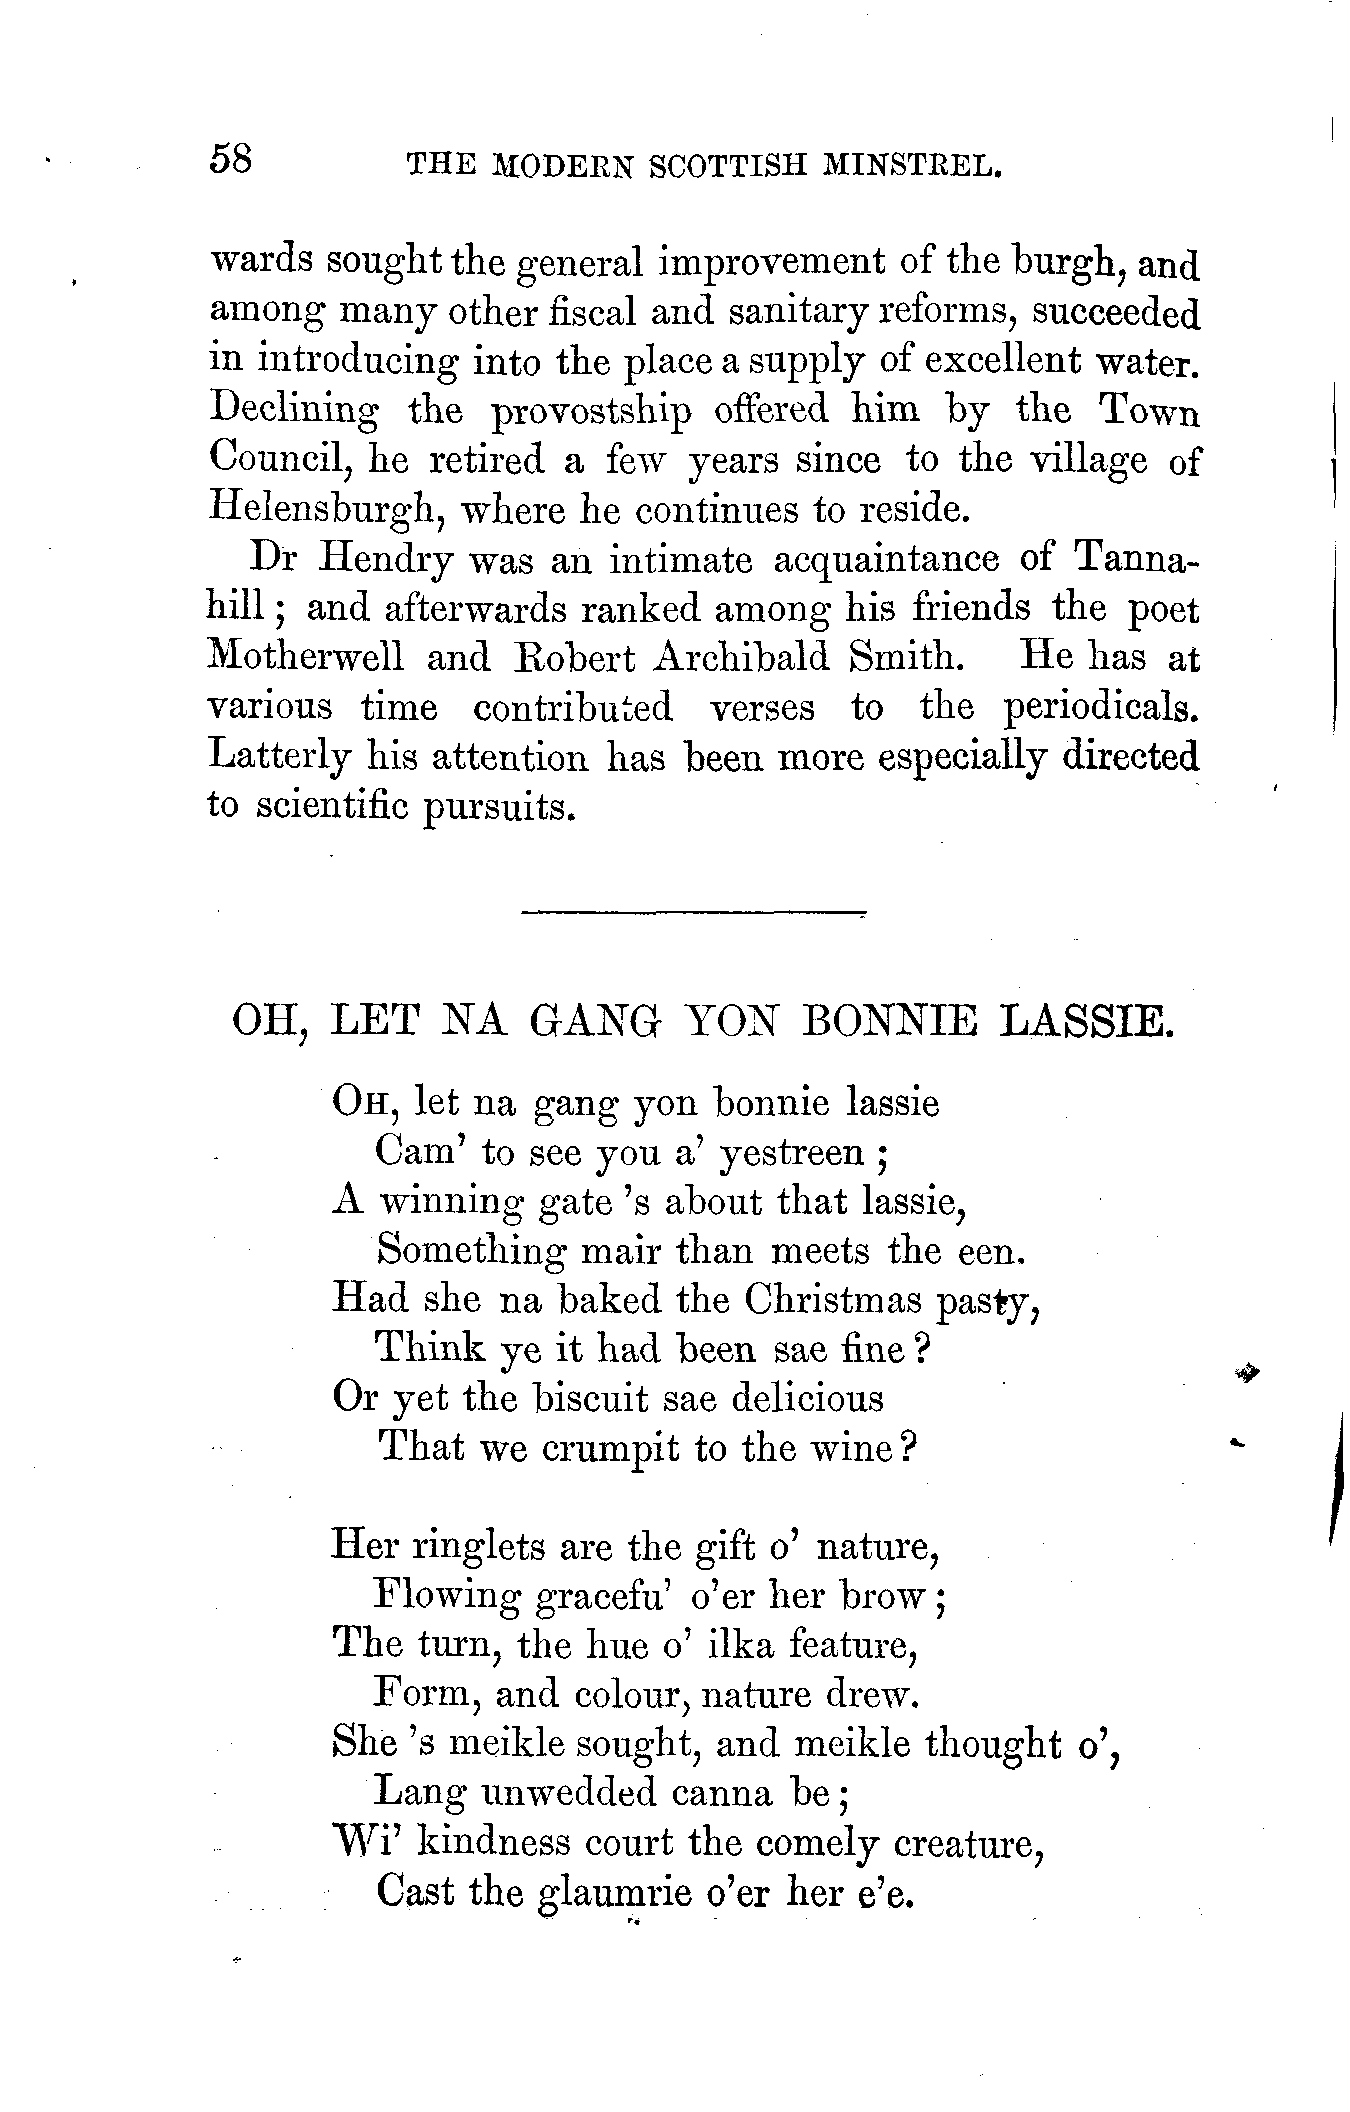 58 THE MODERN SCOTTISH MINSTREL.
wards sought the general improvement of the burgh, and
among many other fiscal and sanitary reforms, succeeded
in introducing into the place a supply of excellent water.
Declining the provostship offered him by the Town
Council, he retired a few years since to the village of
Helensburgh, where he continues to reside.
Dr Hendry was an intimate acquaintance of Tanna-
hill; and afterwards ranked among his friends the poet
Motherwell and Robert Archibald Smith. He has at
various time contributed verses to the periodicals.
Latterly his attention has been more especially directed
to scientific pursuits.
OH, LET NA GANG YON BONNIE LASSIE.
OH, let na gang yon bonnie lassie
Cam' to see you a' yestreen;
A winning gate 's about that lassie,
Something mair than meets the een.
Had she na baked the Christmas pasty,
Think ye it had been sae fine?
Or yet the biscuit sae delicious
That we crumpit to the wine?
Her ringlets are the gift o' nature,
Flowing gracefu' o'er her brow;
The turn, the hue o' ilka feature,
Form, and colour, nature drew.
She 's meikle sought, and meikle thought o',
Lang unwedded canna be;
Wi' kindness court the comely creature,
Cast the glaumrie o'er her e'e.